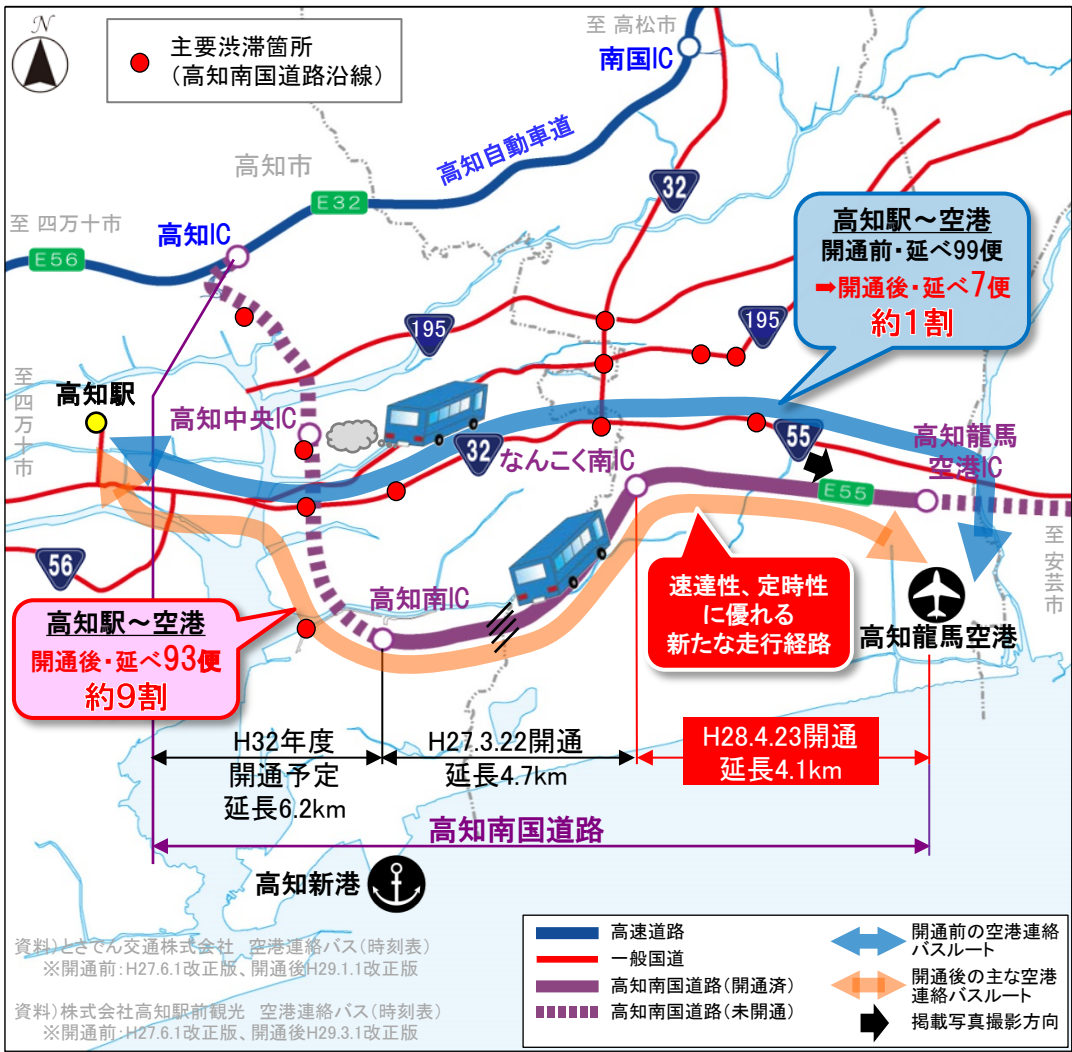 N
主要渋滞箇所
(高知南国道路沿線)
至 高松市
南国IC
高知自動車道
高知市
32
E32
至 四万十市
高知IC
E56
高知駅～空港
開通前・延べ99便
➡開通後・延べ7便
約1割
195
195
至四万十市
高知駅
高知中央IC
32
なんこく南IC
55
高知龍馬
空港IC
E55
至 安芸市
56
高知南IC
速達性、定時性
に優れる
新たな走行経路
高知龍馬空港
高知駅～空港
開通後・延べ93便
約9割
H32年度
開通予定
延長6.2km
H27.3.22開通
延長4.7km
H28.4.23開通
延長4.1km
高知南国道路
高知新港
資料)とさでん交通株式会社　空港連絡バス(時刻表)
※開通前:H27.6.1改正版、開通後H29.1.1改正版
資料)株式会社高知駅前観光　空港連絡バス(時刻表)
※開通前:H27.6.1改正版、開通後H29.3.1改正版
高速道路
一般国道
高知南国道路(開通済)
高知南国道路(未開通)
開通前の空港連絡
バスルート
開通後の主な空港
連絡バスルート
掲載写真撮影方向